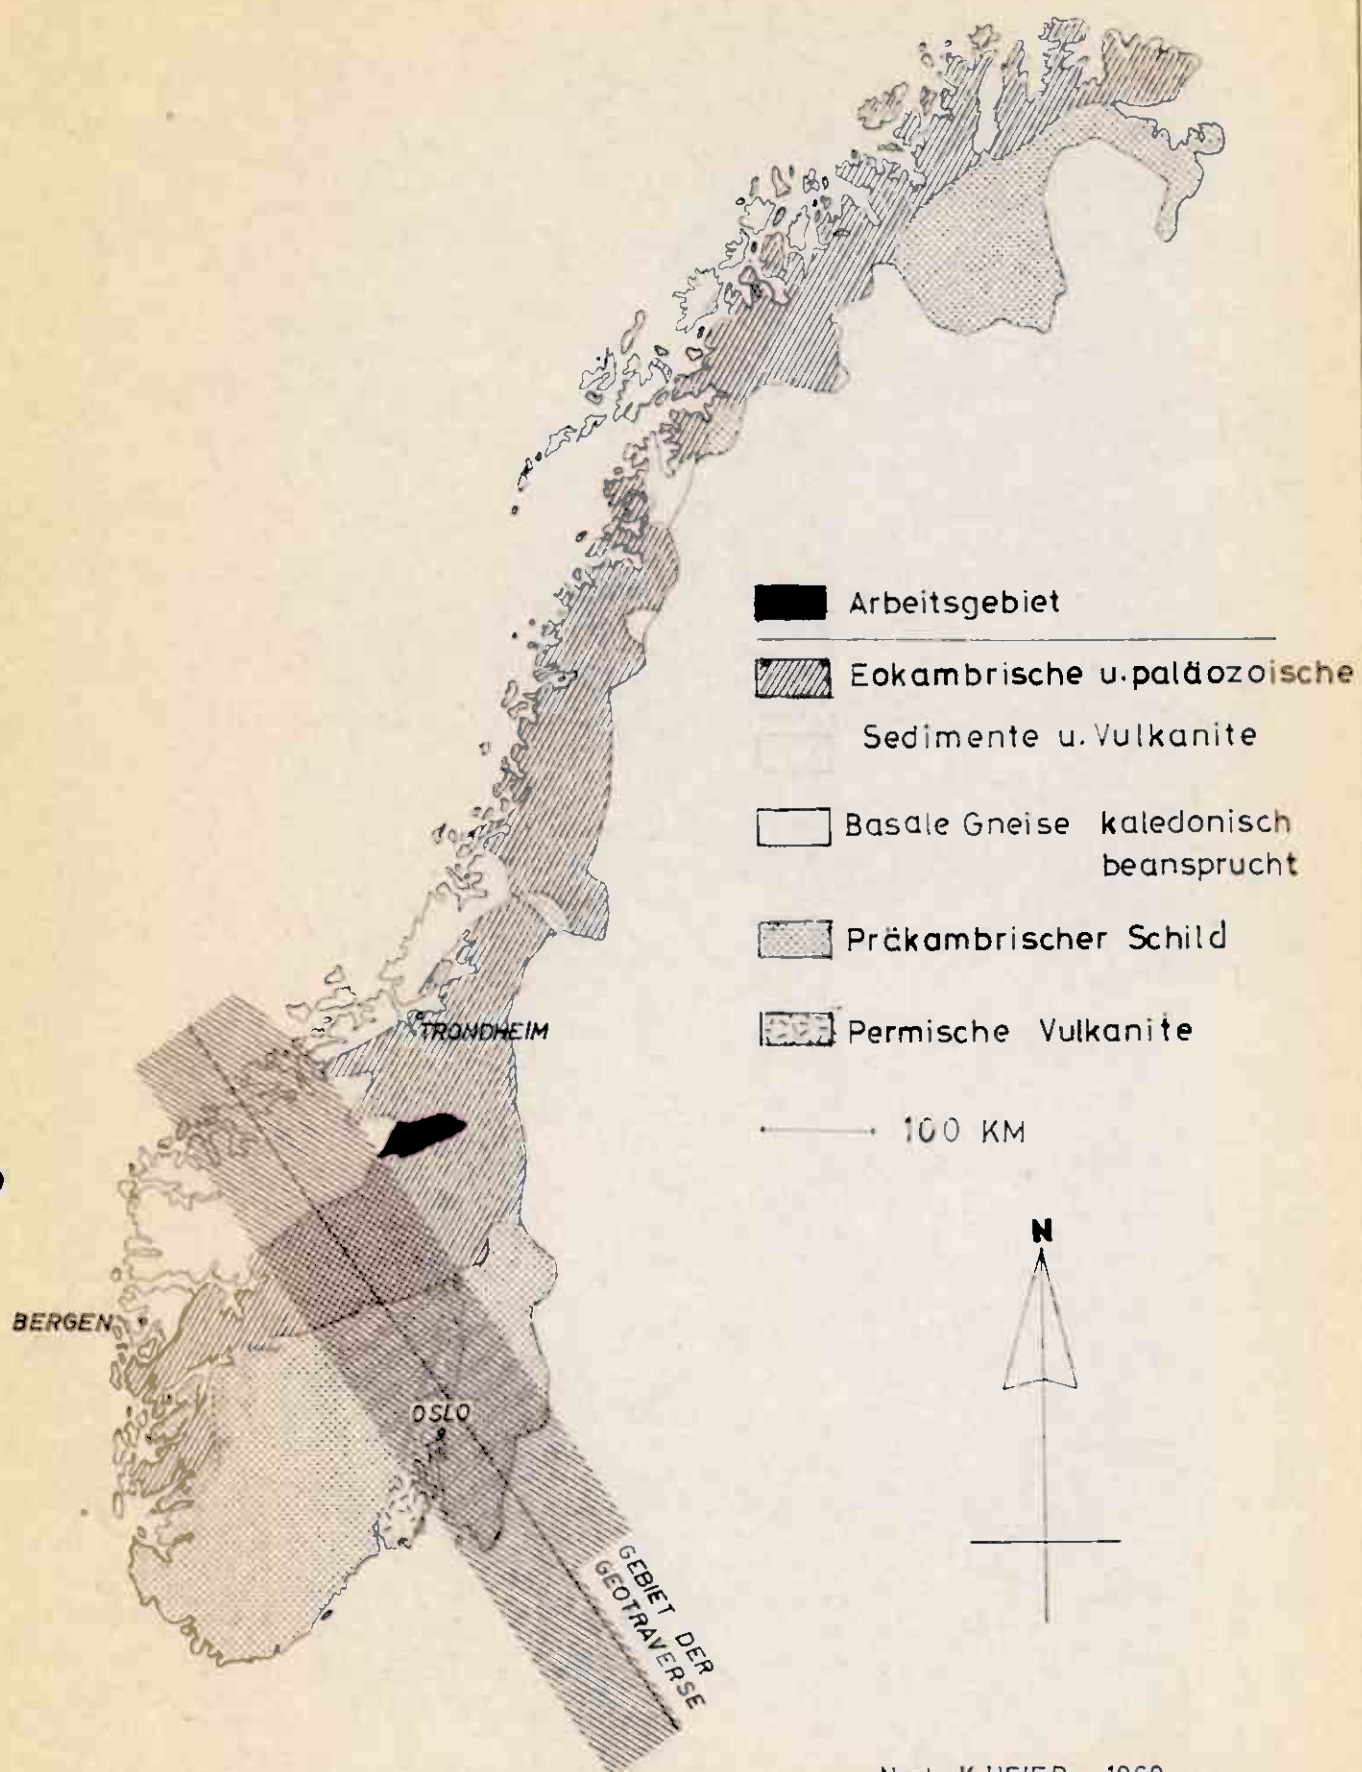 Arbeitsgebiet
Eokambrische u. paläozoische
Sedimente u. Vulkanite
Basale Gneise kaledonisch
beansprucht
Präkambrischer Schild
TRONDHEIM
Permische Vulkanite
100 KM
N
BERGEN
OSLO
GEBIET DER
GEOTRAVERSE